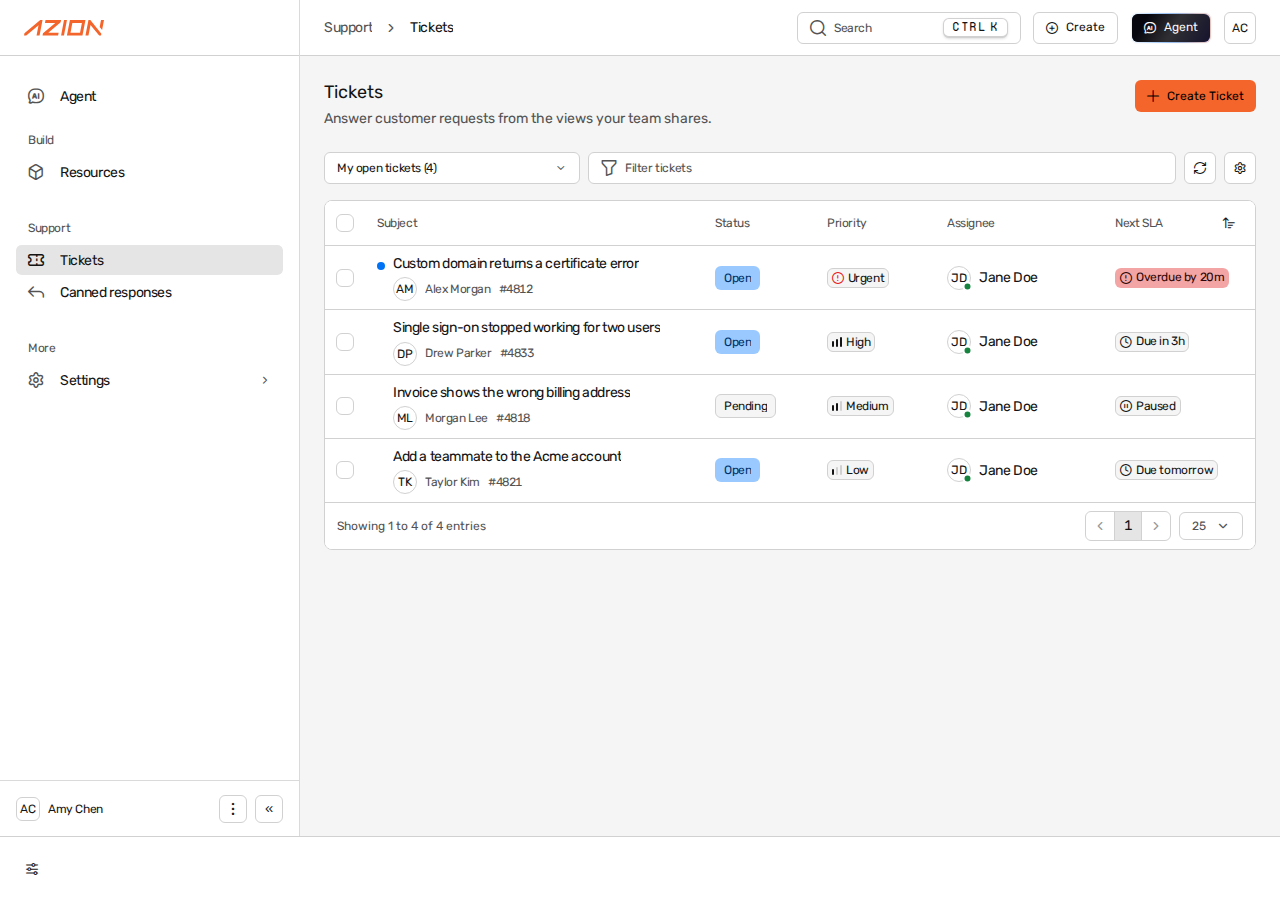 AZION
Support > Tickets
Search
CTRL K
Create
Agent
AC
Agent
Build
Resources
Support
Tickets
Canned responses
More
Settings
Amy Chen
AC
Tickets
Answer customer requests from the views your team shares.
Create Ticket
My open tickets (4)
Filter tickets
Subject Status Priority Assignee Next SLA
Custom domain returns a certificate error
AM Alex Morgan #4812
Open Urgent JD Jane Doe Overdue by 20m
Single sign-on stopped working for two users
DP Drew Parker #4833
Open High JD Jane Doe Due in 3h
Invoice shows the wrong billing address
ML Morgan Lee #4818
Pending Medium JD Jane Doe Paused
Add a teammate to the Acme account
TK Taylor Kim #4821
Open Low JD Jane Doe Due tomorrow
Showing 1 to 4 of 4 entries
1
25